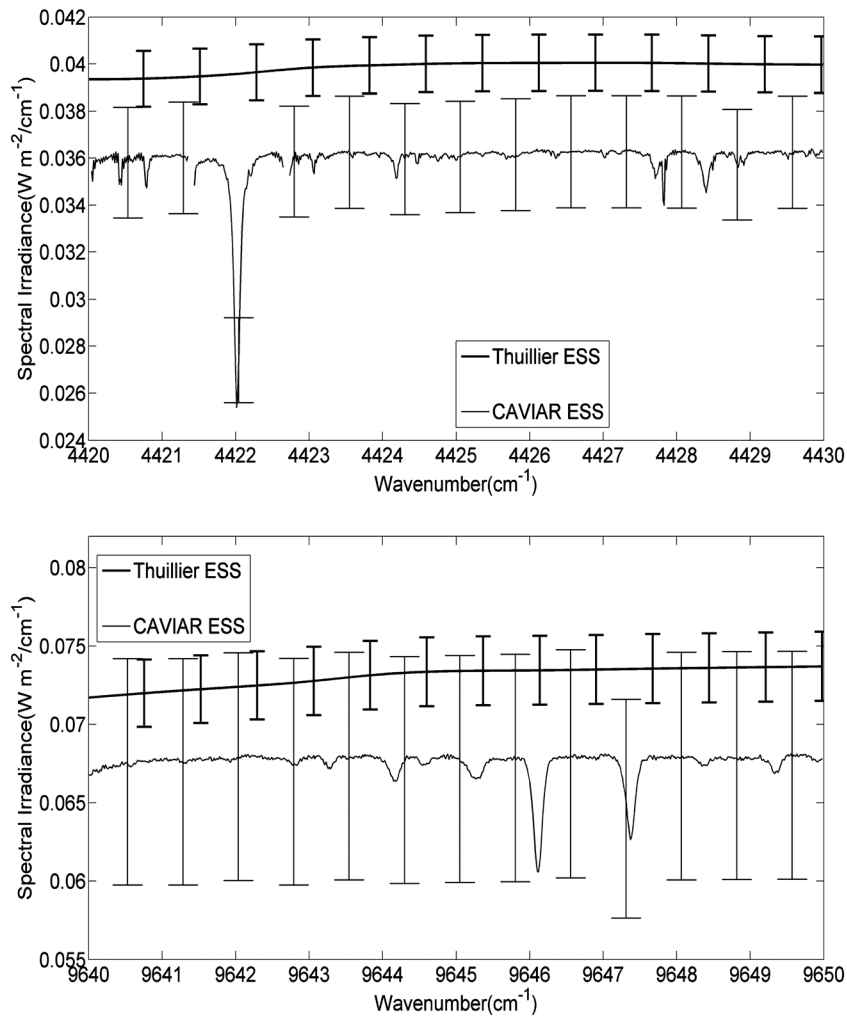 0.042
0.04
0.038
0.036
0.034
0.032
0.03
0.028
0.026
0.024
Spectral Irradiance(W m-2/cm-1)
Thuillier ESS
CAVIAR ESS
4420 4421 4422 4423 4424 4425 4426 4427 4428 4429 4430
Wavenumber(cm-1)
0.08
0.075
0.07
0.065
0.06
0.055
Spectral Irradiance(W m-2/cm-1)
Thuillier ESS
CAVIAR ESS
9640 9641 9642 9643 9644 9645 9646 9647 9648 9649 9650
Wavenumber(cm-1)